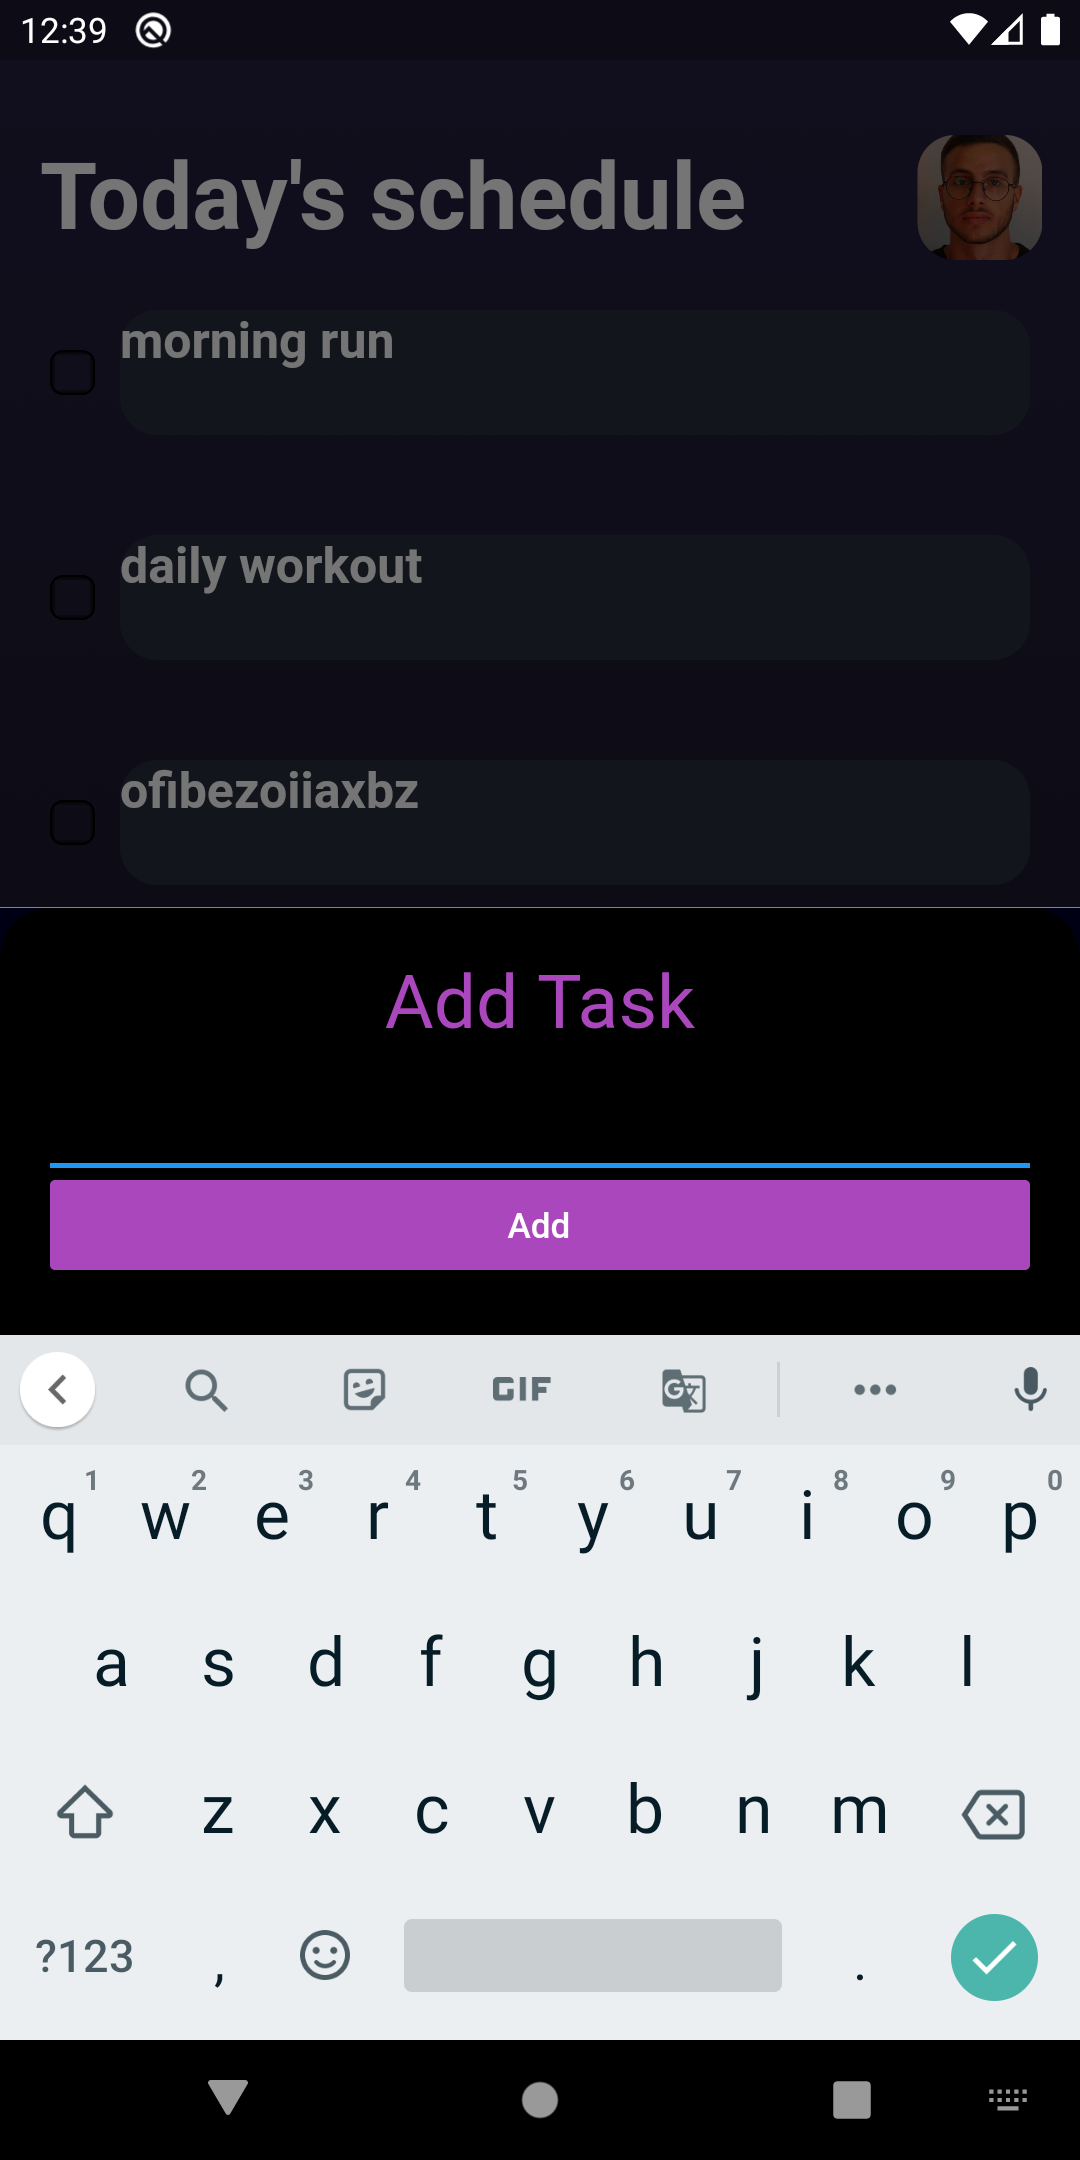 12:39
Today's schedule
morning run
daily workout
ofibezoiiaxbz
Add Task
Add
GIF
G
1 2 3 4 5 6 7 8 9 0
q w e r t y u i o p
a s d f g h j k l
z x c v b n m
?123 , .